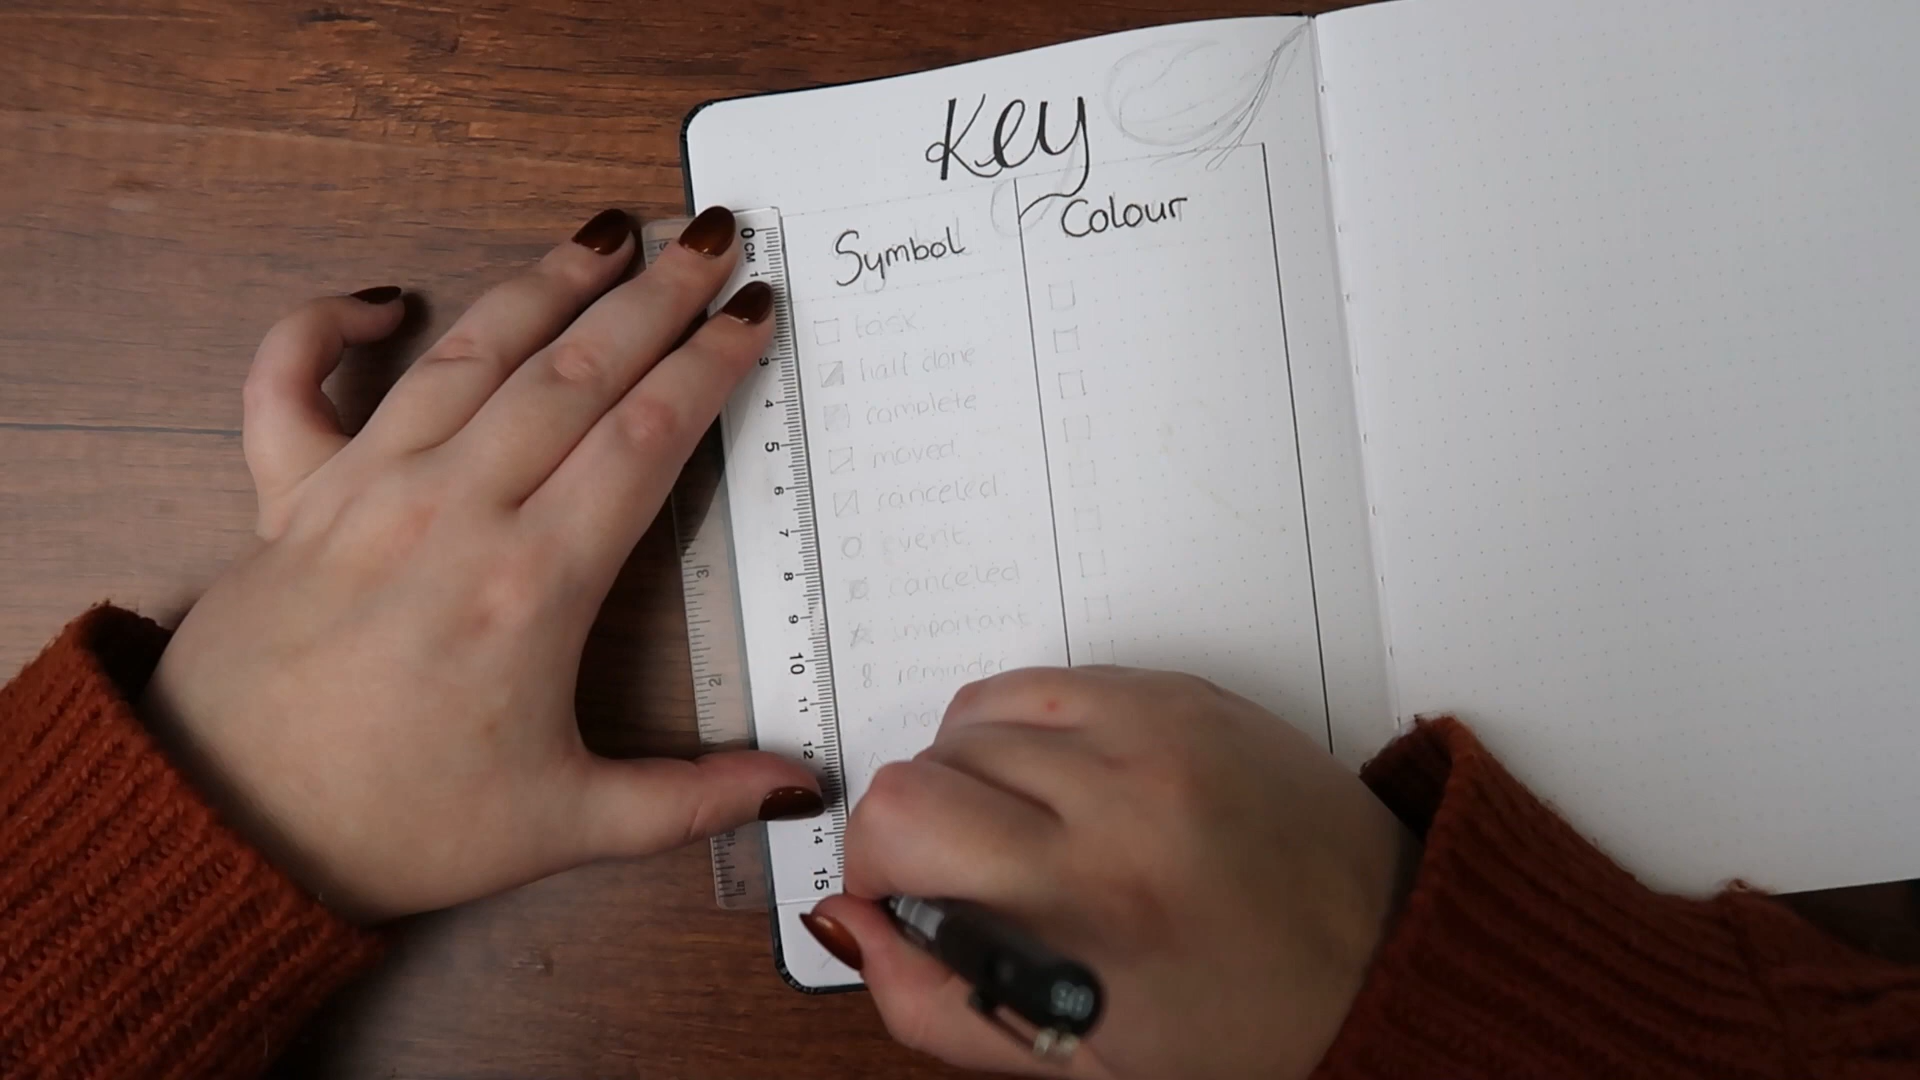 Key
Symbol
Colour
task
half done
complete
moved
canceled
event
canceled
important
reminder
0 CM 1
3
4
5
6
7
8
9
10
11
12
14
15
3
2